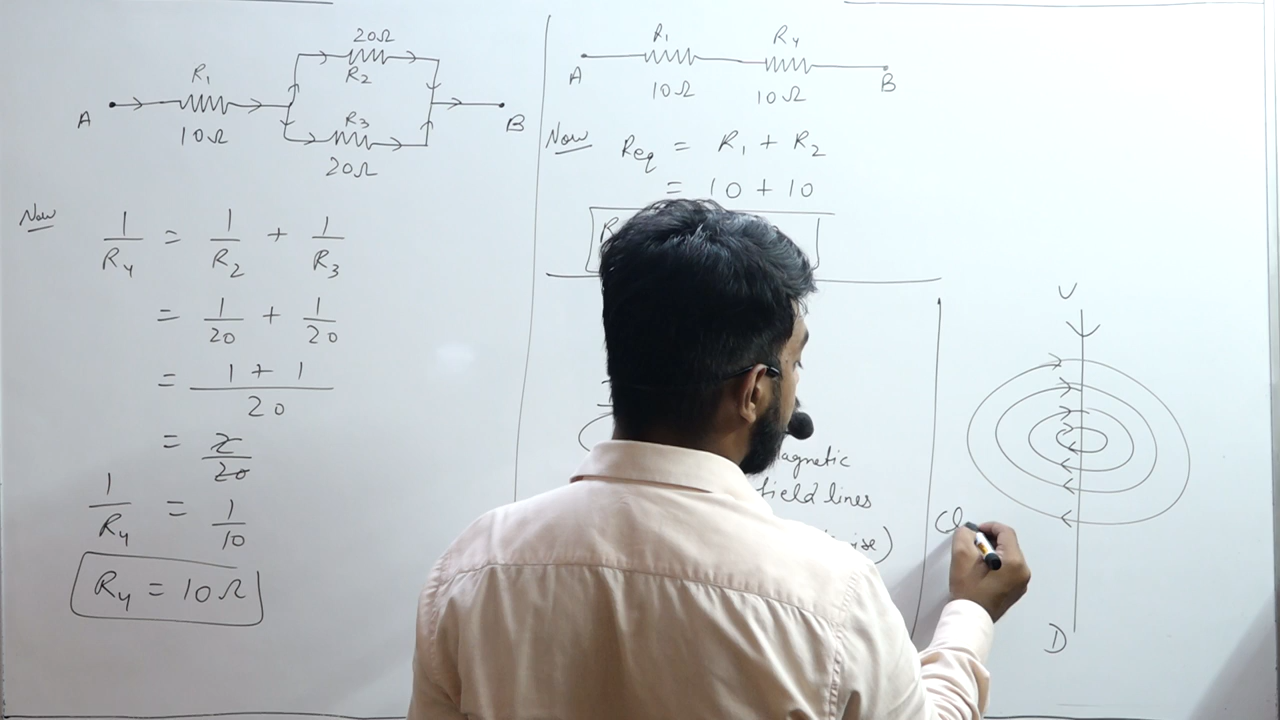 20Ω
R₁
R₂
A
10Ω
R₃
20Ω
B
Now
1/R₄ = 1/R₂ + 1/R₃
= 1/20 + 1/20
= 1 + 1/20
= 2/20
1/R₄ = 1/10
R₄ = 10Ω
R₁ R₄
A B
10Ω 10Ω
Now Req = R₁ + R₂
= 10 + 10
R
agnetic
field lines
ise)
U
Cl
D